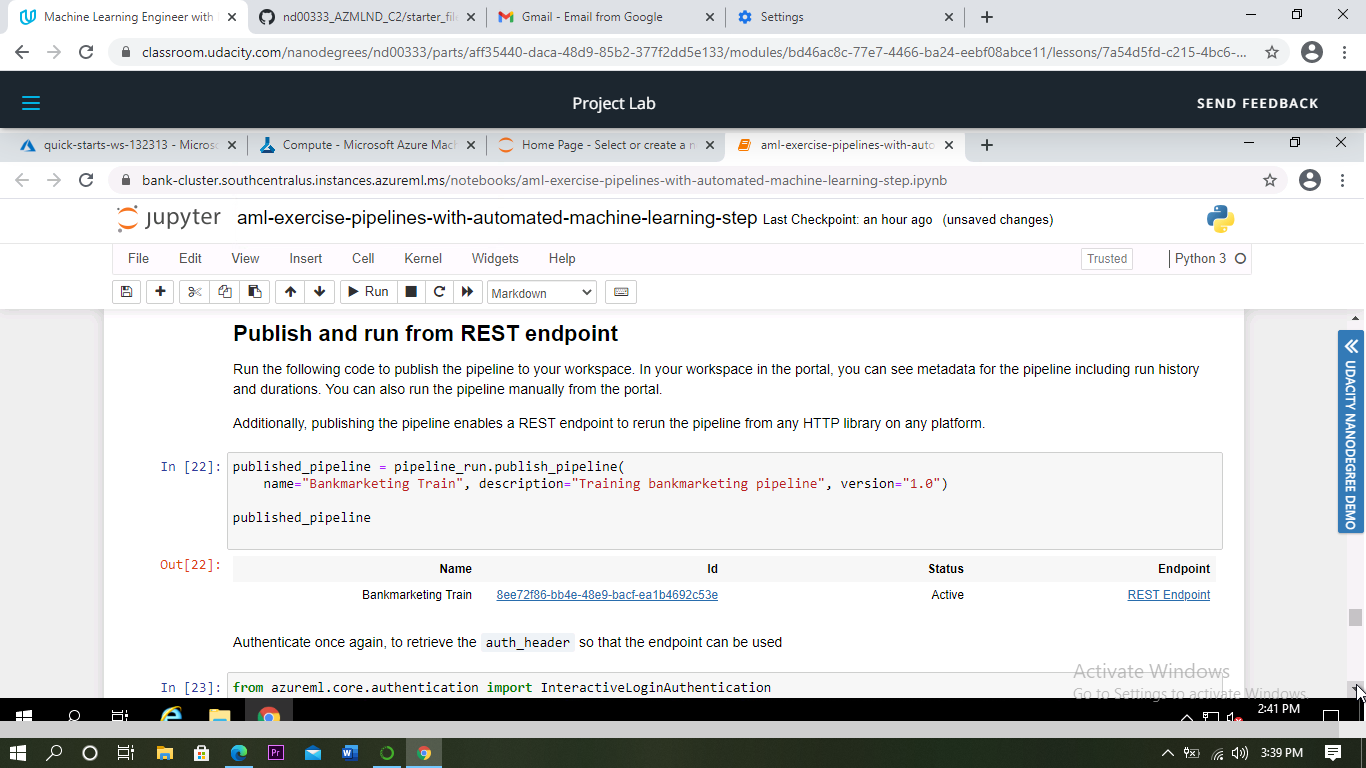 Machine Learning Engineer with
nd00333_AZMLND_C2/starter_file
Gmail - Email from Google
Settings
classroom.udacity.com/nanodegrees/nd00333/parts/aff35440-daca-48d9-85b2-377f2dd5e133/modules/bd46ac8c-77e7-4466-ba24-eebf08abce11/lessons/7a54d5fd-c215-4bc6-...
Project Lab
SEND FEEDBACK
quick-starts-ws-132313 - Microso
Compute - Microsoft Azure Mach
Home Page - Select or create a n
aml-exercise-pipelines-with-auto
bank-cluster.southcentralus.instances.azureml.ms/notebooks/aml-exercise-pipelines-with-automated-machine-learning-step.ipynb
jupyter aml-exercise-pipelines-with-automated-machine-learning-step Last Checkpoint: an hour ago (unsaved changes)
File Edit View Insert Cell Kernel Widgets Help Trusted Python 3
Run Markdown
Publish and run from REST endpoint
Run the following code to publish the pipeline to your workspace. In your workspace in the portal, you can see metadata for the pipeline including run history
and durations. You can also run the pipeline manually from the portal.
Additionally, publishing the pipeline enables a REST endpoint to rerun the pipeline from any HTTP library on any platform.
In [22]: published_pipeline = pipeline_run.publish_pipeline(
name="Bankmarketing Train", description="Training bankmarketing pipeline", version="1.0")
published_pipeline
Out[22]:
Name Id Status Endpoint
Bankmarketing Train 8ee72f86-bb4e-48e9-bacf-ea1b4692c53e Active REST Endpoint
Authenticate once again, to retrieve the auth_header so that the endpoint can be used
In [23]: from azureml.core.authentication import InteractiveLoginAuthentication
UDACITY NANODEGREE DEMO
Activate Windows
Go to Settings to activate Windows.
2:41 PM
Pr
W
3:39 PM